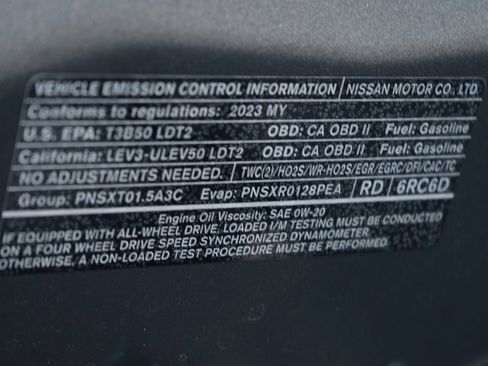 VEHICLE EMISSION CONTROL INFORMATION NISSAN MOTOR CO., LTD.
Conforms to regulations: 2023 MY
U.S. EPA: T3B50 LDT2 OBD: CA OBD II Fuel: Gasoline
California: LEV3-ULEV50 LDT2 OBD: CA OBD II Fuel: Gasoline
NO ADJUSTMENTS NEEDED. TWC(2)/HO2S/WR-HO2S/EGR/EGRC/DFI/CAC/TC
Group: PNSXT01.5A3C Evap: PNSXR0128PEA RD 6RC6D
Engine Oil Viscosity: SAE 0W-20
IF EQUIPPED WITH ALL-WHEEL DRIVE, LOADED I/M TESTING MUST BE CONDUCTED
ON A FOUR WHEEL DRIVE SPEED SYNCHRONIZED DYNAMOMETER.
OTHERWISE, A NON-LOADED TEST PROCEDURE MUST BE PERFORMED.